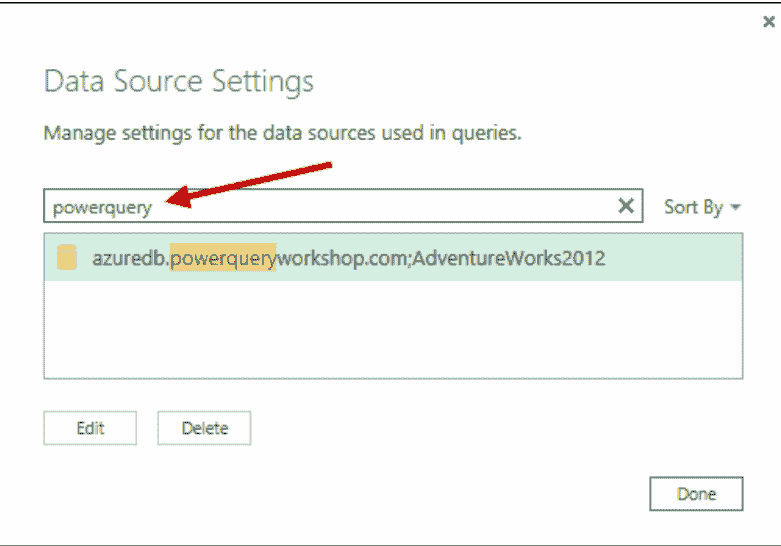 Data Source Settings
Manage settings for the data sources used in queries.
powerquery
Sort By
azuredb.powerqueryworkshop.com;AdventureWorks2012
Edit
Delete
Done